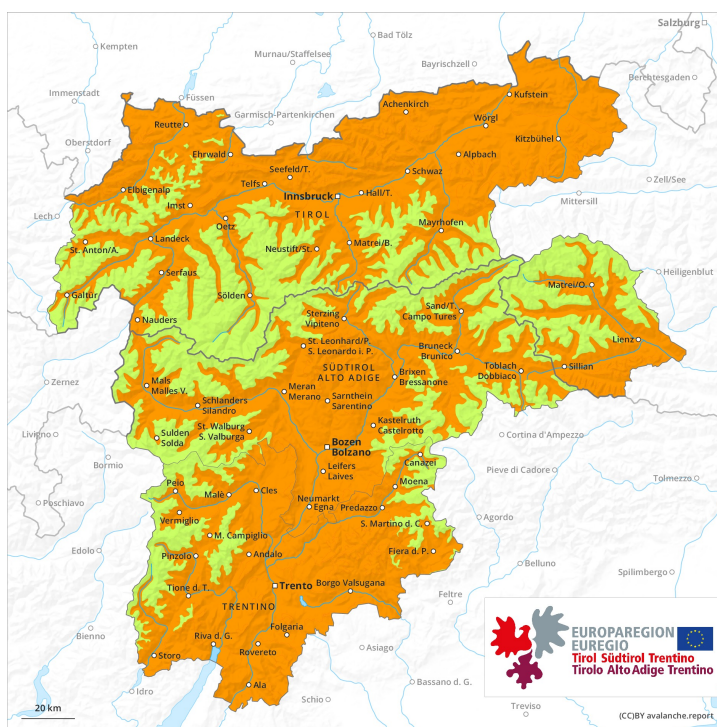 Salzburg
Bad Tölz
Kempten
Murnau/Staffelsee
Bayrischzell
Berchtesgaden
Immenstadt
Füssen
Kufstein
Achenkirch
Garmisch-Partenkirchen
Reutte
Wörgl
Oberstdorf
Kitzbühel
Ehrwald
Alpbach
Seefeld/T.
Schwaz
Telfs
Zell/See
Elbigenalp
Innsbruck
Hall/T.
Mittersill
Imst
TIROL
Lech
Oetz
Mayrhofen
St. Anton/A.
Landeck
Neustift/St.
Matrei/B.
Serfaus
Heiligenblut
Matrei/O.
Galtür
Sölden
Sand/T.
Campo Tures
Nauders
Sterzing
Vipiteno
Lienz
St. Leonhard/P.
S. Leonardo i. P.
Bruneck
Brunico
Toblach
Dobbiaco
Sillian
SÜDTIROL
ALTO ADIGE
Brixen
Bressanone
Zernez
Mals
Malles V.
Meran
Merano
Sarnthein
Sarentino
Schlanders
Silandro
St. Walburg
S. Valburga
Kastelruth
Castelrotto
Livigno
Sulden
Solda
Cortina d'Ampezzo
Bozen
Bolzano
Bormio
Canazei
Leifers
Laives
Pieve di Cadore
Tolmezzo
Peio
Moena
Malè
Cles
Neumarkt
Egna
Predazzo
Poschiavo
Vermiglio
Agordo
S. Martino d. C.
M. Campiglio
Edolo
Pinzolo
Andalo
Fiera d. P.
Belluno
Spilimbergo
Tione d. T.
Trento
Borgo Valsugana
Feltre
TRENTINO
Folgaria
Bienno
Riva d. G.
Rovereto
Asiago
Storo
Bassano d. G.
Ala
Idro
Schio
Treviso
EUROPAREGION
EUREGIO
Tirol Südtirol Trentino
Tirolo Alto Adige Trentino
20 km
(CC)BY avalanche.report